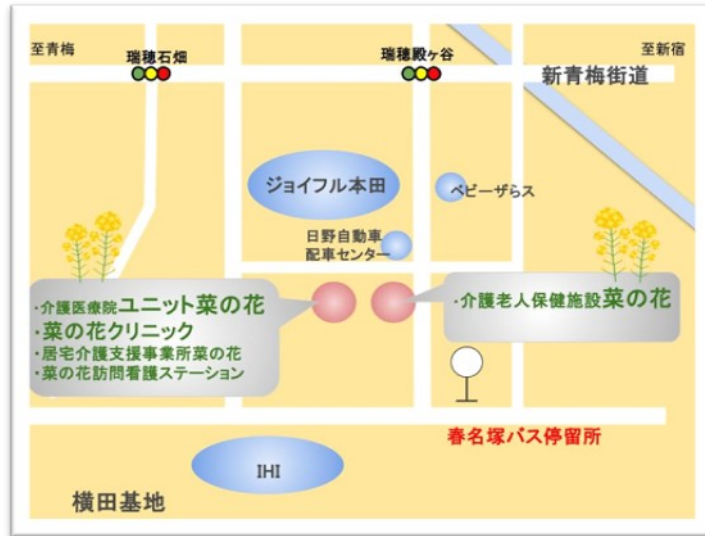 至青梅
瑞穂石畑
瑞穂殿ヶ谷
至新宿
新青梅街道
ジョイフル本田
ベビーザらス
日野自動車
配車センター
・介護医療院ユニット菜の花
・菜の花クリニック
・居宅介護支援事業所菜の花
・菜の花訪問看護ステーション
・介護老人保健施設菜の花
春名塚バス停留所
IHI
横田基地